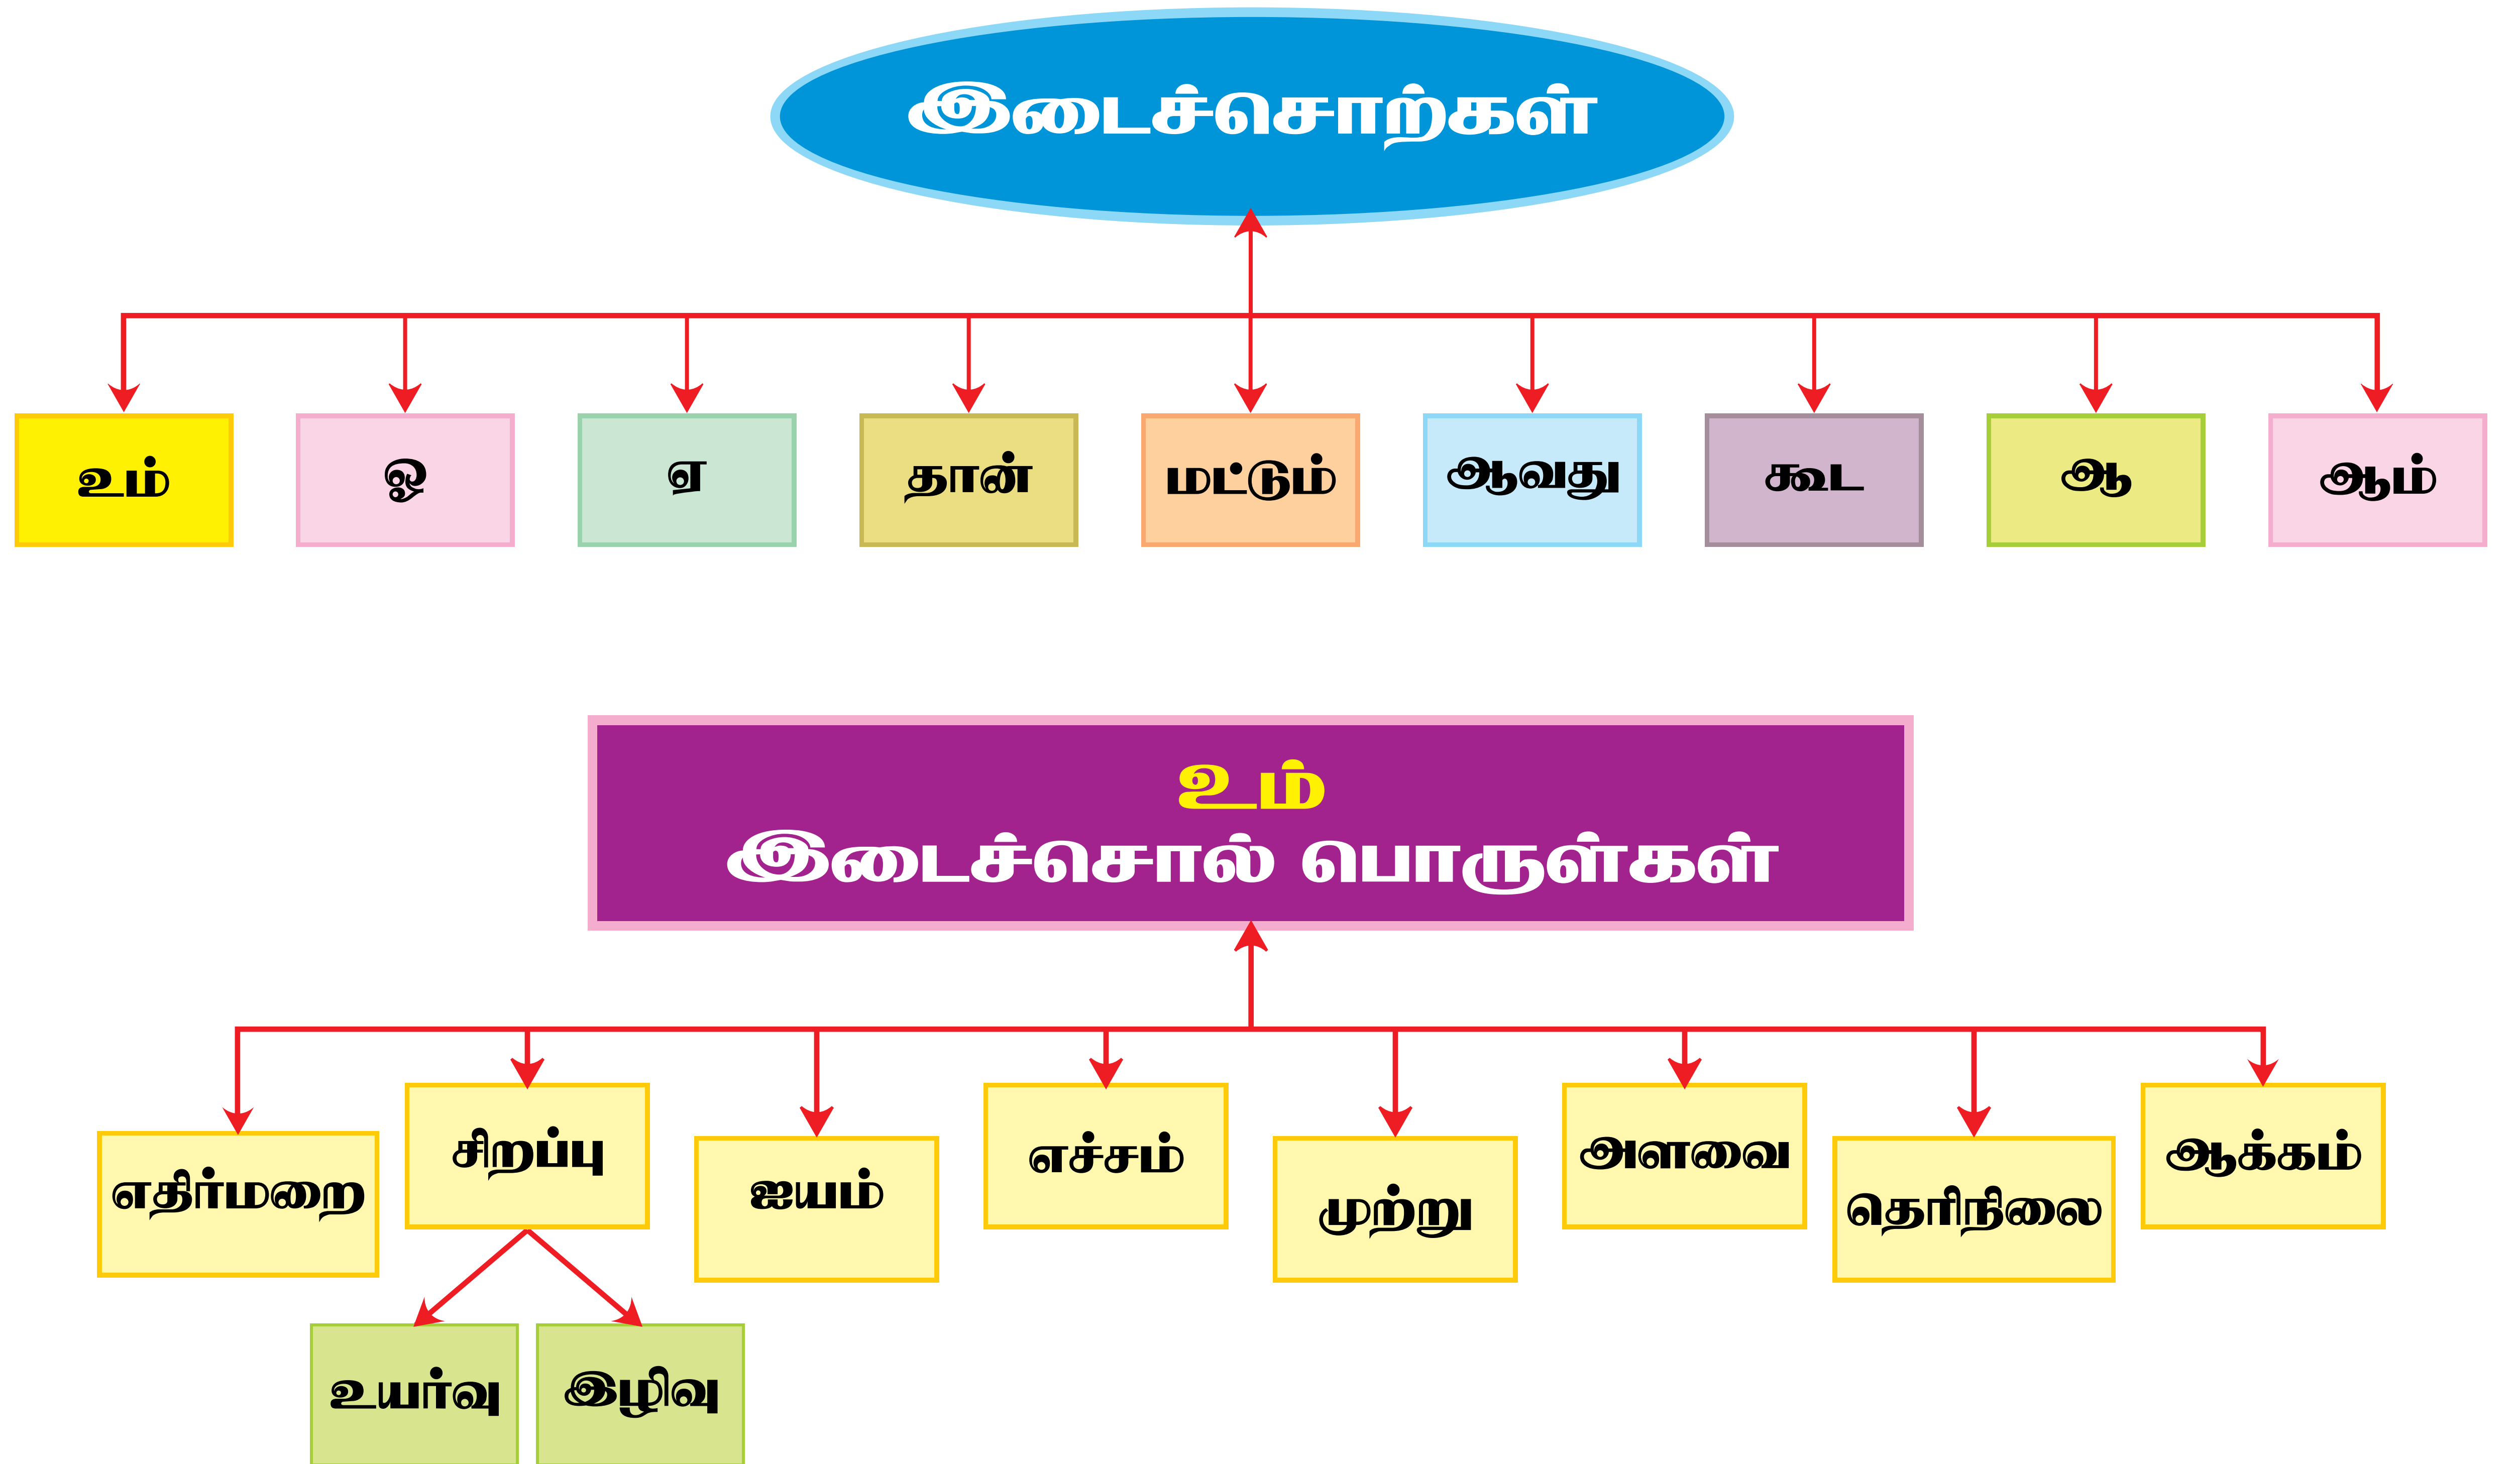 இடைச்சொற்கள்
உம்
ஓ
ஏ
தான்
மட்டும்
ஆவது
கூட
ஆ
ஆம்
உம்
இடைச்சொல் பொருள்கள்
எதிர்மறை
சிறப்பு
ஐயம்
எச்சம்
முற்று
அளவை
தெரிநிலை
ஆக்கம்
உயர்வு
இழிவு